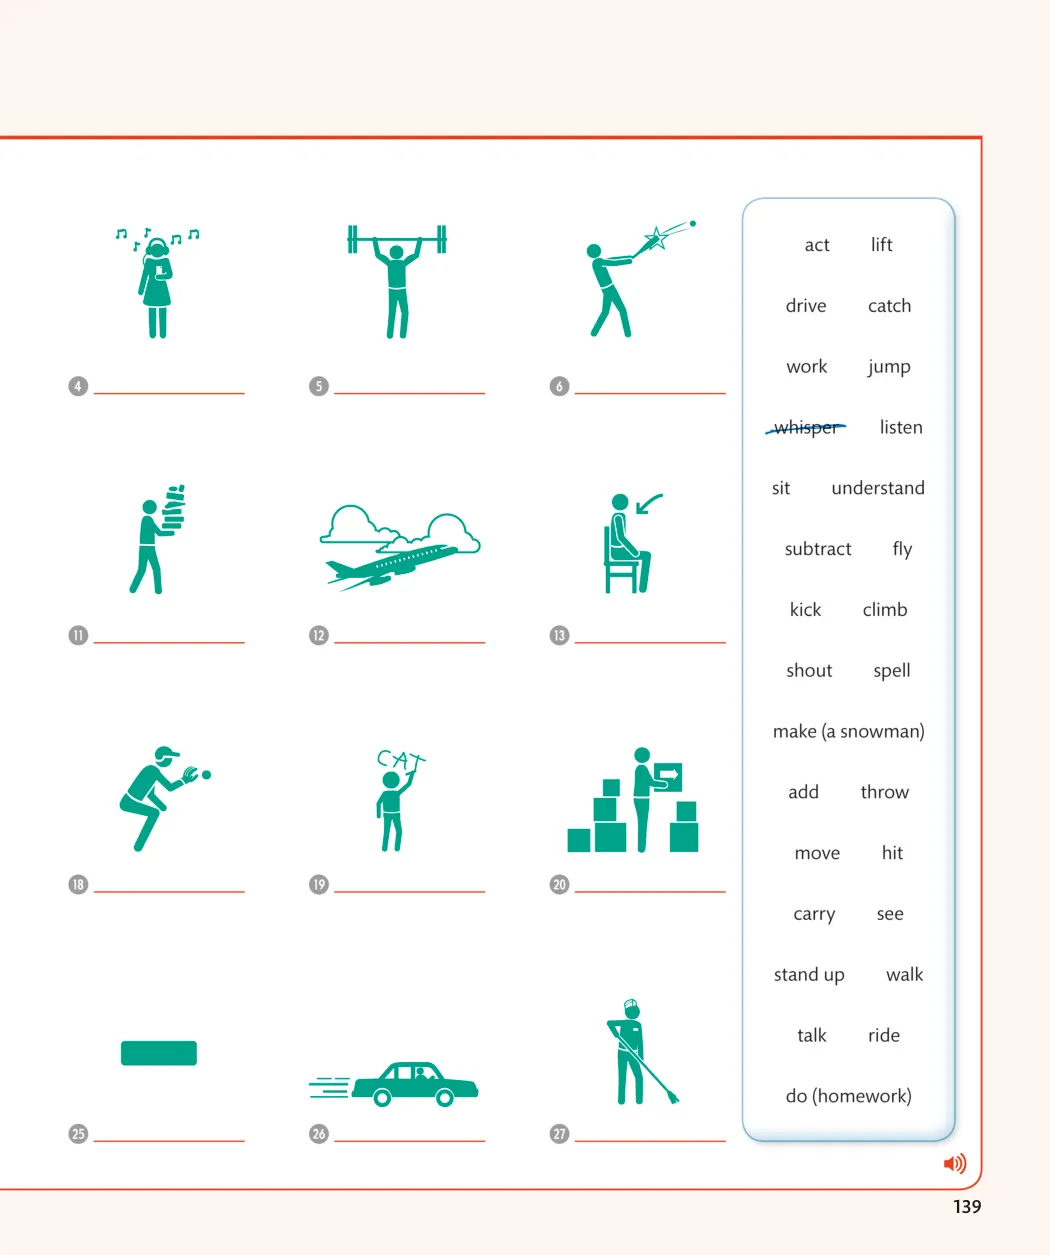 CAT
4
5
6
11
12
13
18
19
20
25
26
27
act lift
drive catch
work jump
whisper listen
sit understand
subtract fly
kick climb
shout spell
make (a snowman)
add throw
move hit
carry see
stand up walk
talk ride
do (homework)
139